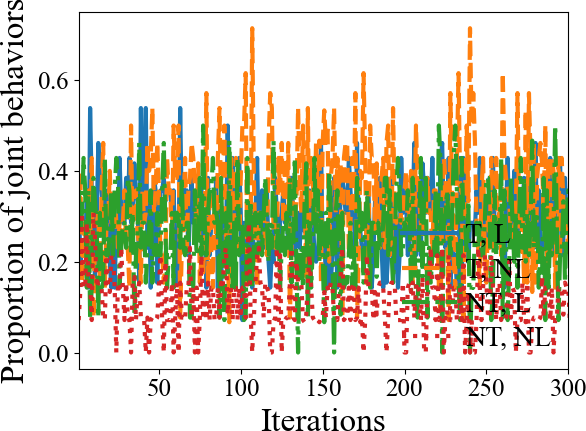 Proportion of joint behaviors
0.6
0.4
0.2
0.0
T, L
T, NL
NT, L
NT, NL
50
100
150
200
250
300
Iterations